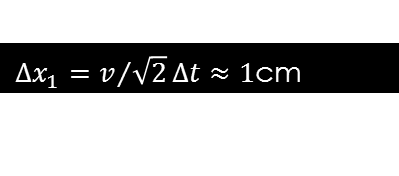 Δx₁ = v/√2 Δt ≈ 1cm